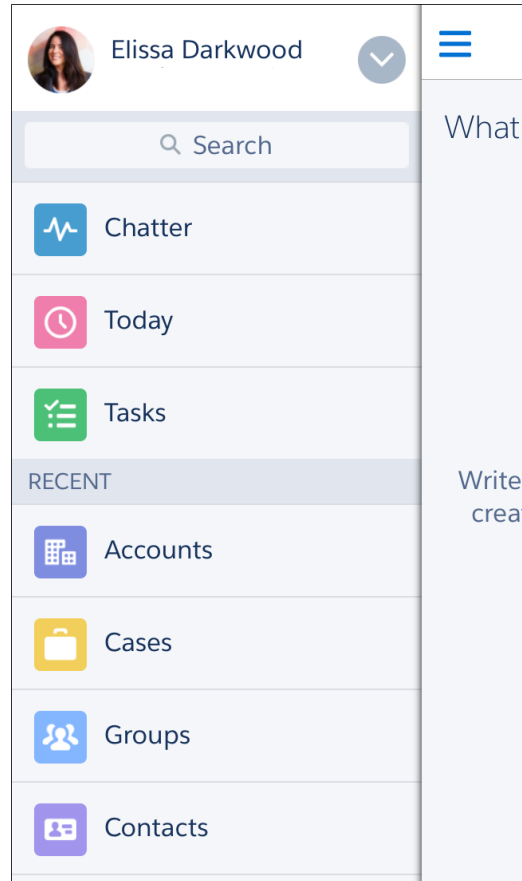 Elissa Darkwood
Search
What
Chatter
Today
Tasks
RECENT
Write
crea
Accounts
Cases
Groups
Contacts